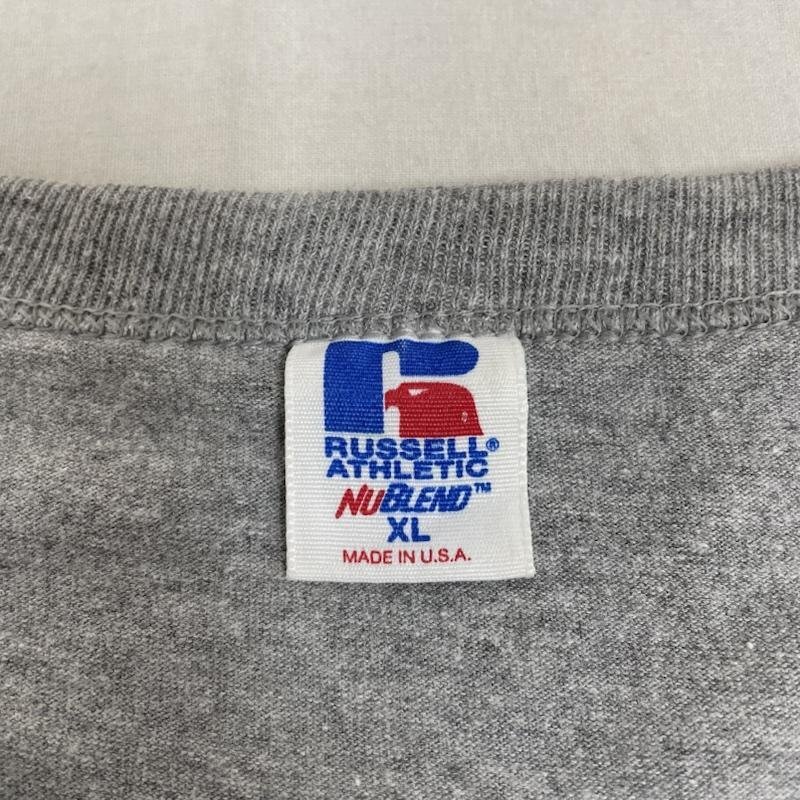 RUSSELL®
ATHLETIC
NUBLEND™
XL
MADE IN U.S.A.